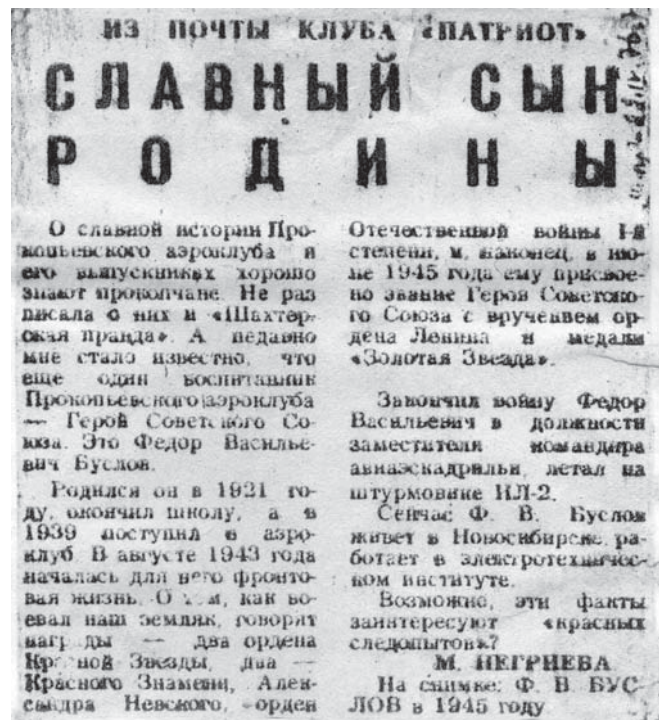 ИЗ ПОЧТЫ КЛУБА «ПАТРИОТ»
СЛАВНЫЙ СЫН
РОДИНЫ
О славной истории Про-
копьевского аэроклуба и
его выпускниках хорошо
знают прокопчане. Не раз
писала о них и «Шахтер-
ская правда». А недавно
мне стало известно, что
еще один воспитанник
Прокопьевского аэроклуба
— Герой Советского Со-
юза. Это Федор Василье-
вич Буслов.
Родился он в 1921 го-
ду, окончил школу, а в
1939 поступил в аэро-
клуб. В августе 1943 года
началась для него фронто-
вая жизнь. О том, как во-
евал наш земляк, говорят
награды — два ордена
Красной Звезды, два —
Красного Знамени, Алек-
сандра Невского, орден
Отечественной войны I-й
степени, и, наконец, в ию-
не 1945 года ему присвое-
но звание Героя Советско-
го Союза с вручением ор-
дена Ленина и медали
«Золотая Звезда».
Закончил войну Федор
Васильевич в должности
заместителя командира
авиаэскадрильи, летал на
штурмовике ИЛ-2.
Сейчас Ф. В. Буслов
живет в Новосибирске, ра-
ботает в электротехничес-
ком институте.
Возможно, эти факты
заинтересуют «красных
следопытов»?
М. НЕГРИЕВА
На снимке: Ф. В. БУС-
ЛОВ в 1945 году